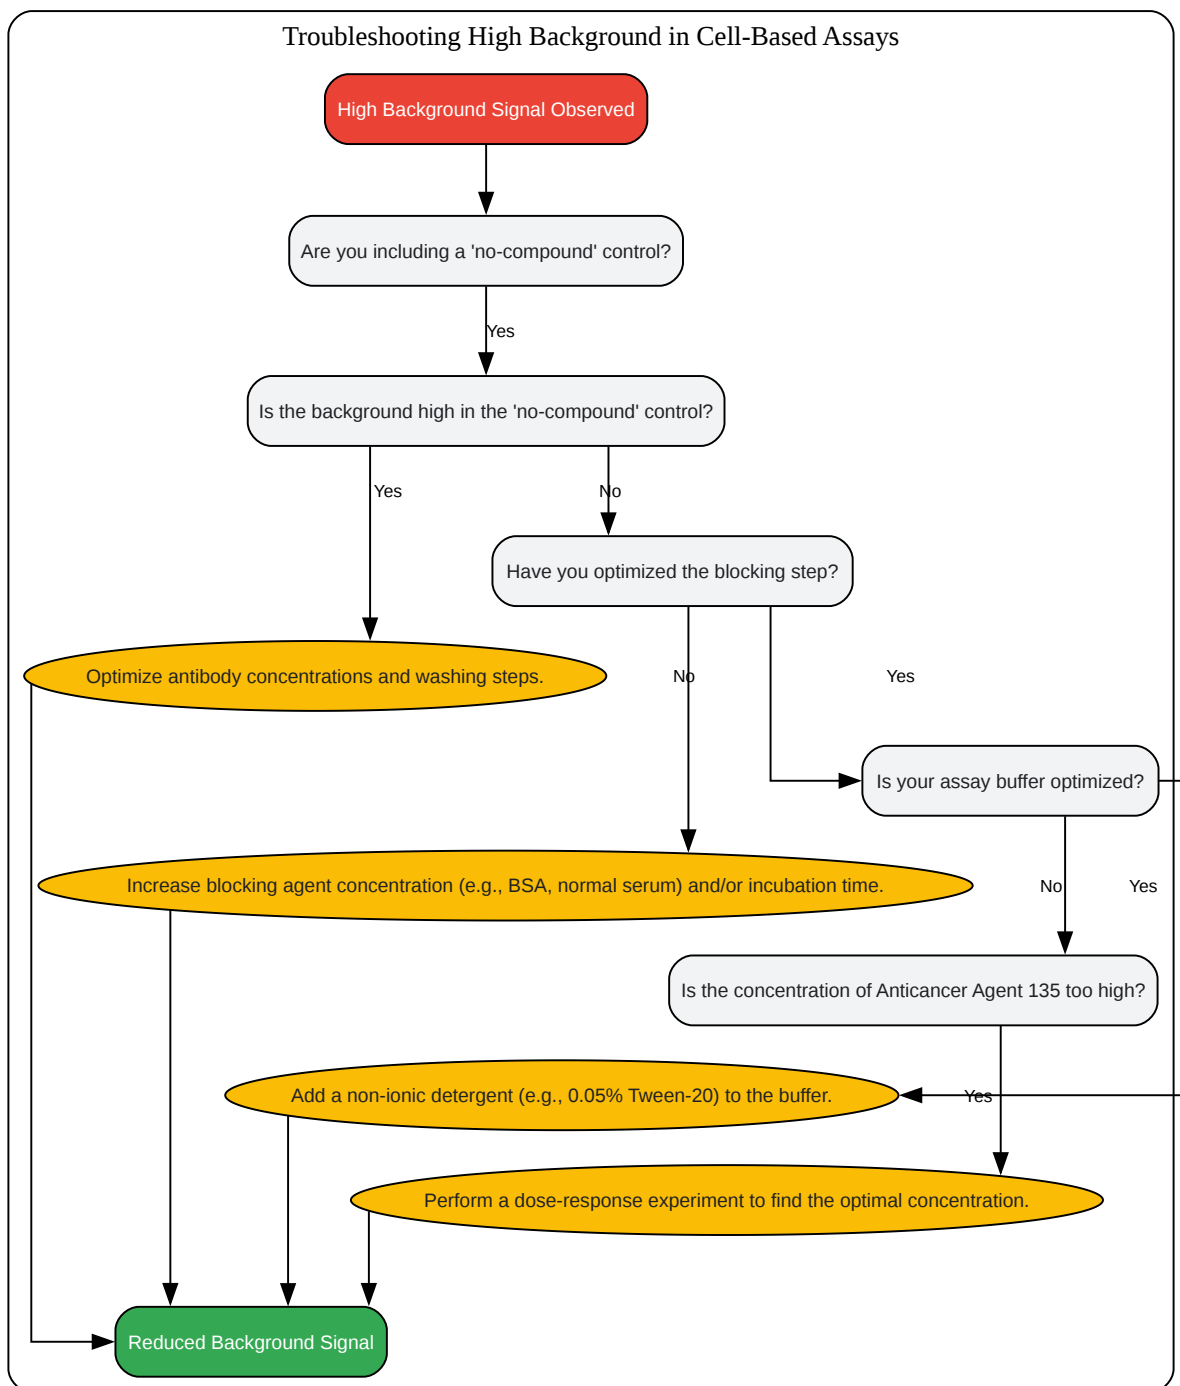 Troubleshooting High Background in Cell-Based Assays
High Background Signal Observed
Are you including a 'no-compound' control?
Yes
Is the background high in the 'no-compound' control?
Yes
No
Have you optimized the blocking step?
Optimize antibody concentrations and washing steps.
No
Yes
Is your assay buffer optimized?
Increase blocking agent concentration (e.g., BSA, normal serum) and/or incubation time.
No
Yes
Is the concentration of Anticancer Agent 135 too high?
Add a non-ionic detergent (e.g., 0.05% Tween-20) to the buffer.
Yes
Perform a dose-response experiment to find the optimal concentration.
Reduced Background Signal